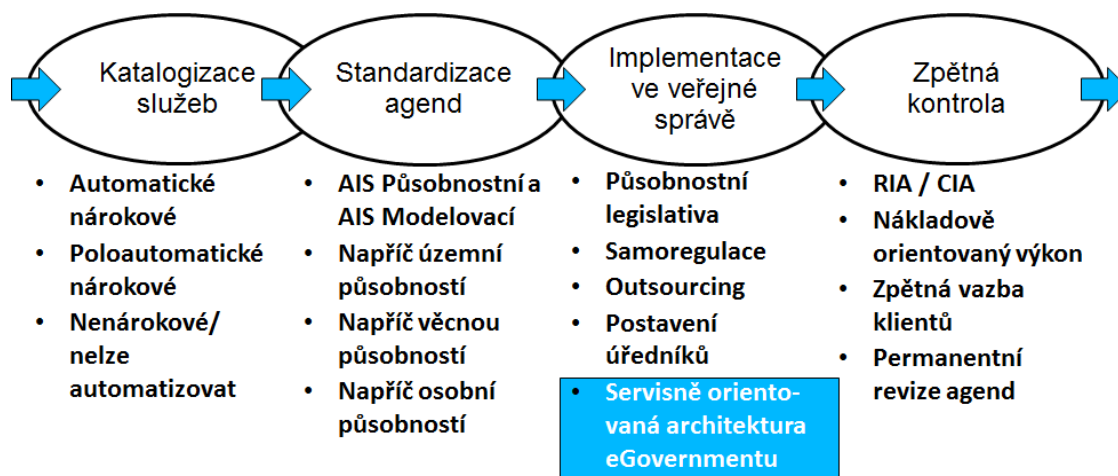 Katalogizace
služeb
Standardizace
agend
Implementace
ve veřejné
správě
Zpětná
kontrola
• Automatické
nárokové
• Poloautomatické
nárokové
• Nenárokové/
nelze
automatizovat
• AIS Působnostní a
AIS Modelovací
• Napříč územní
působností
• Napříč věcnou
působností
• Napříč osobní
působností
• Působnostní
legislativa
• Samoregulace
• Outsourcing
• Postavení
úředníků
• Servisně oriento-
vaná architektura
eGovernmentu
• RIA / CIA
• Nákladově
orientovaný výkon
• Zpětná vazba
klientů
• Permanentní
revize agend